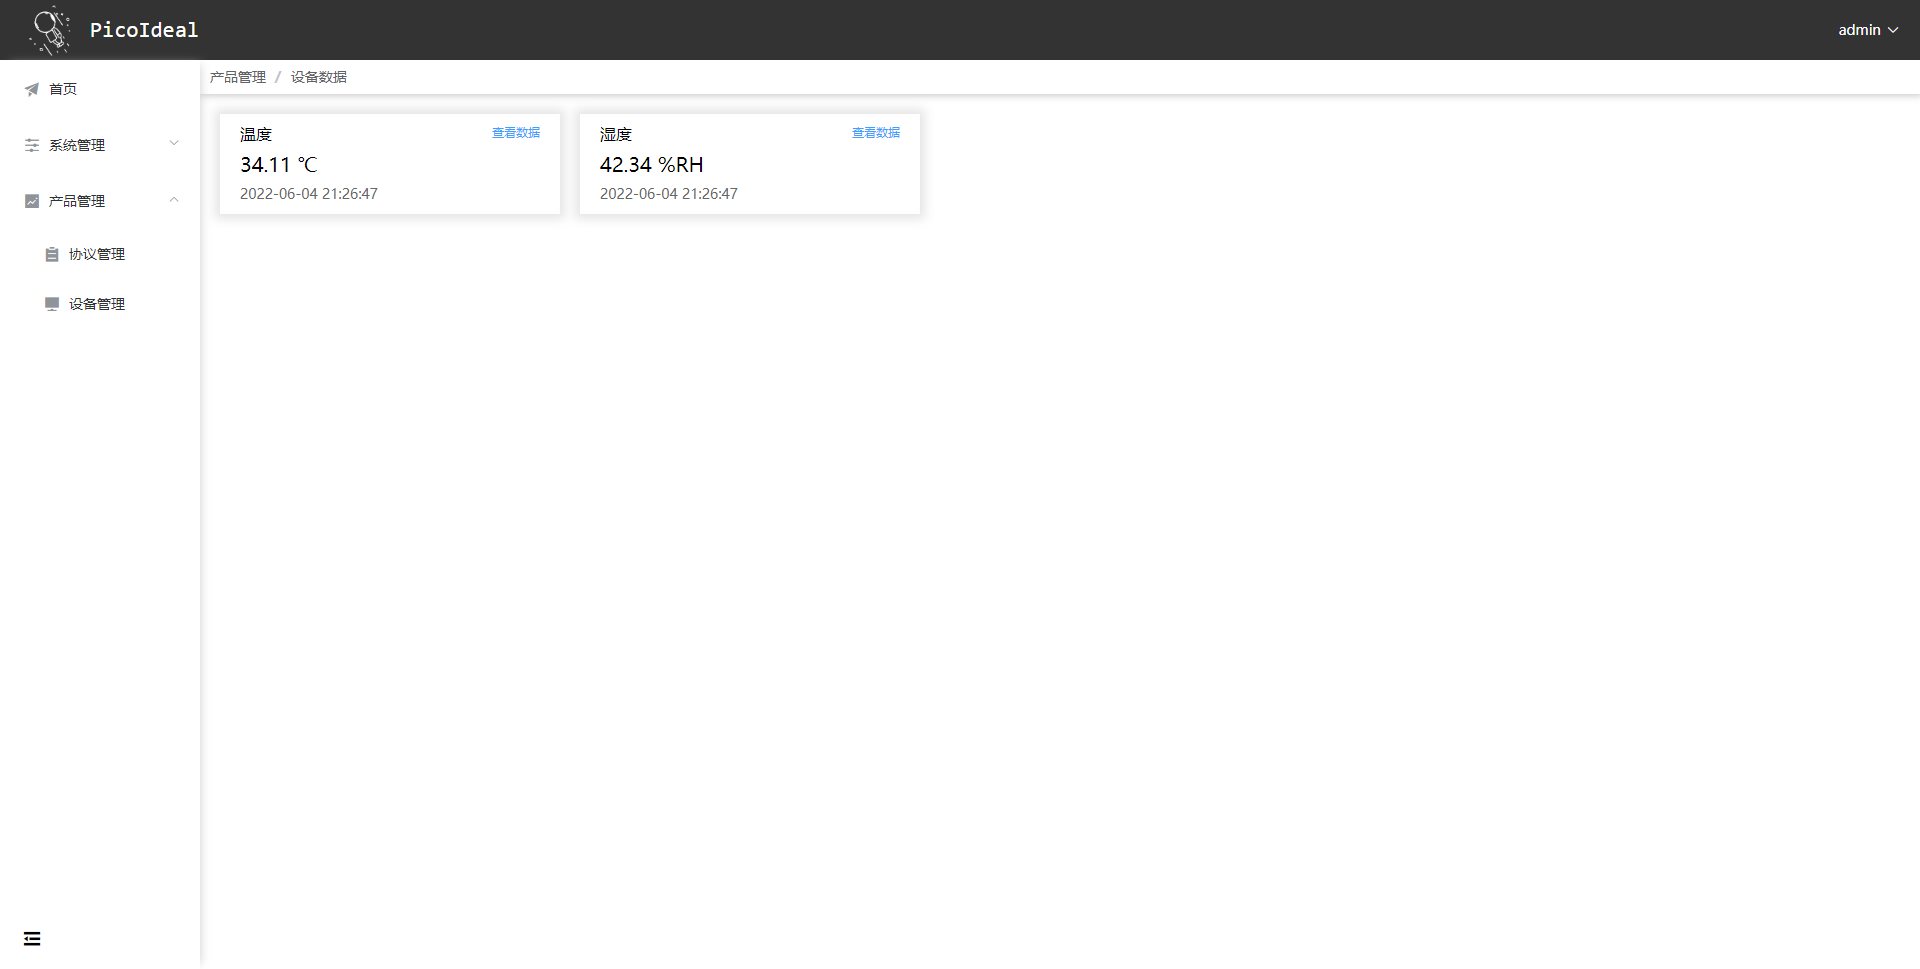 PicoIdeal
admin
首页
系统管理
产品管理
协议管理
设备管理
产品管理 / 设备数据
温度 查看数据
34.11 ℃
2022-06-04 21:26:47
湿度 查看数据
42.34 %RH
2022-06-04 21:26:47